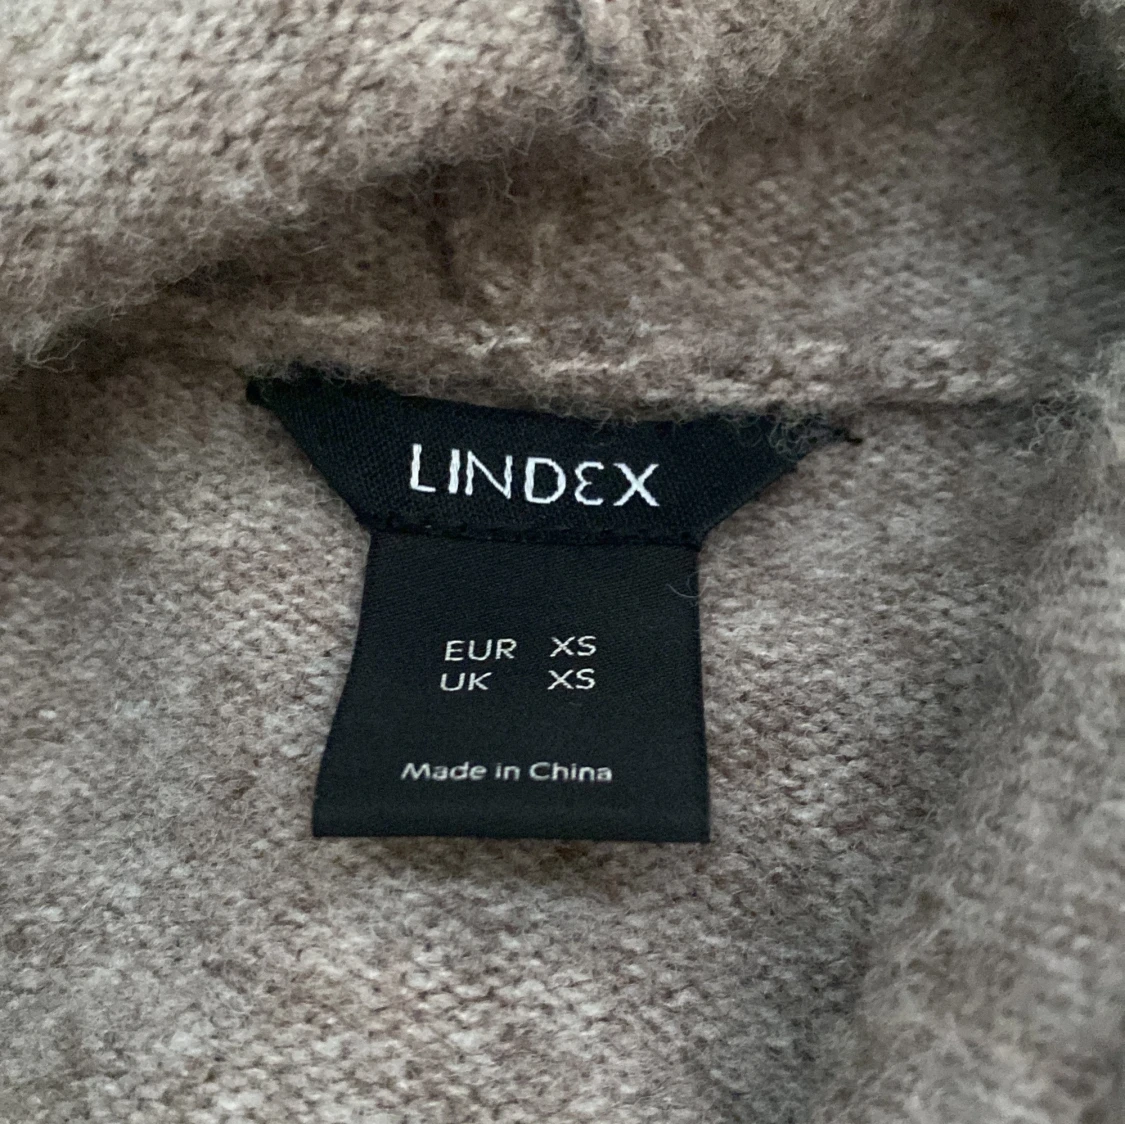 LINDEX
EUR XS
UK XS
Made in China